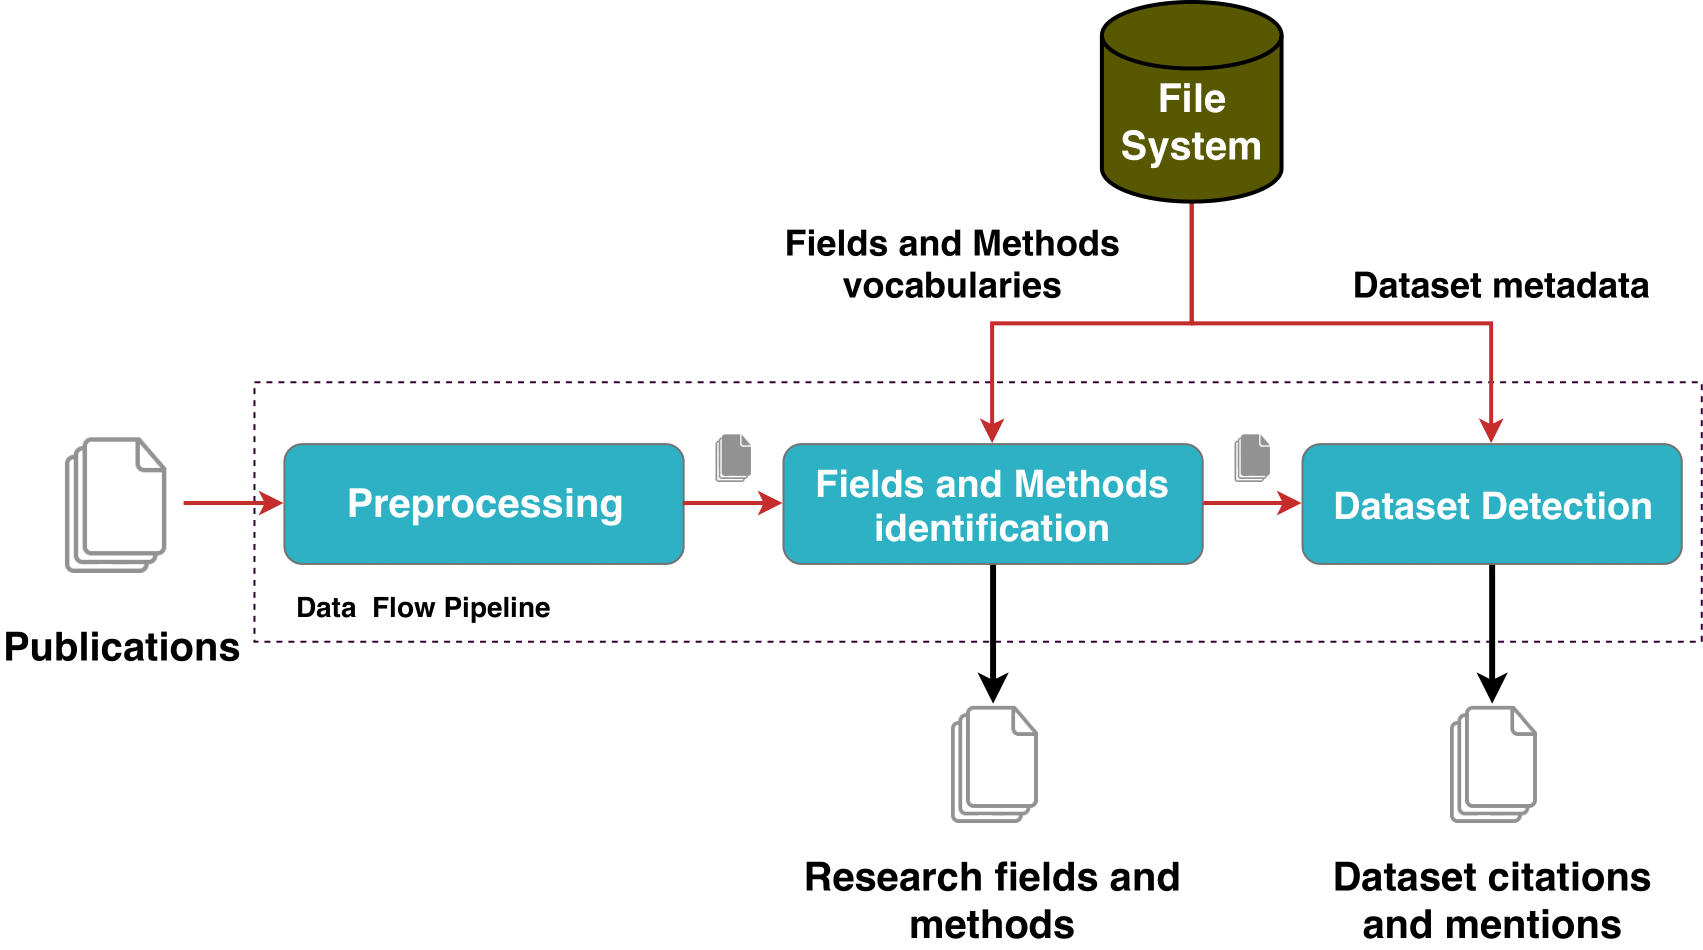 File
System
Fields and Methods
vocabularies
Dataset metadata
Preprocessing
Fields and Methods
identification
Dataset Detection
Data Flow Pipeline
Publications
Research fields and
methods
Dataset citations
and mentions